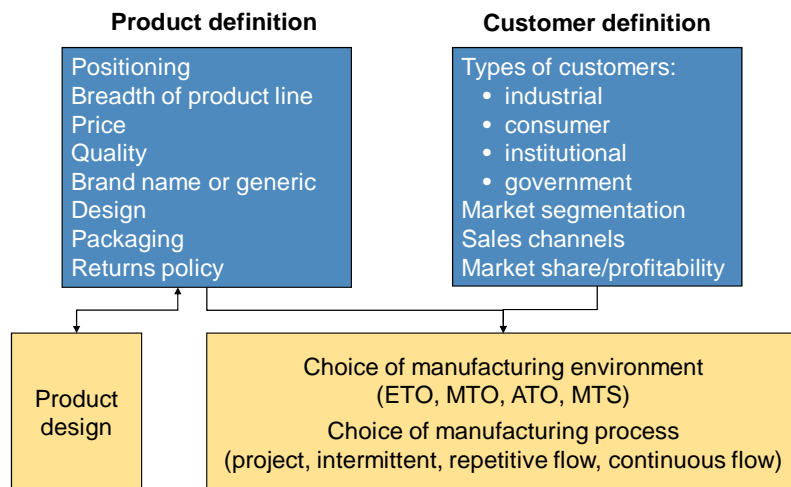 Product definition
Positioning
Breadth of product line
Price
Quality
Brand name or generic
Design
Packaging
Returns policy
Customer definition
Types of customers:
• industrial
• consumer
• institutional
• government
Market segmentation
Sales channels
Market share/profitability
Product
design
Choice of manufacturing environment
(ETO, MTO, ATO, MTS)
Choice of manufacturing process
(project, intermittent, repetitive flow, continuous flow)